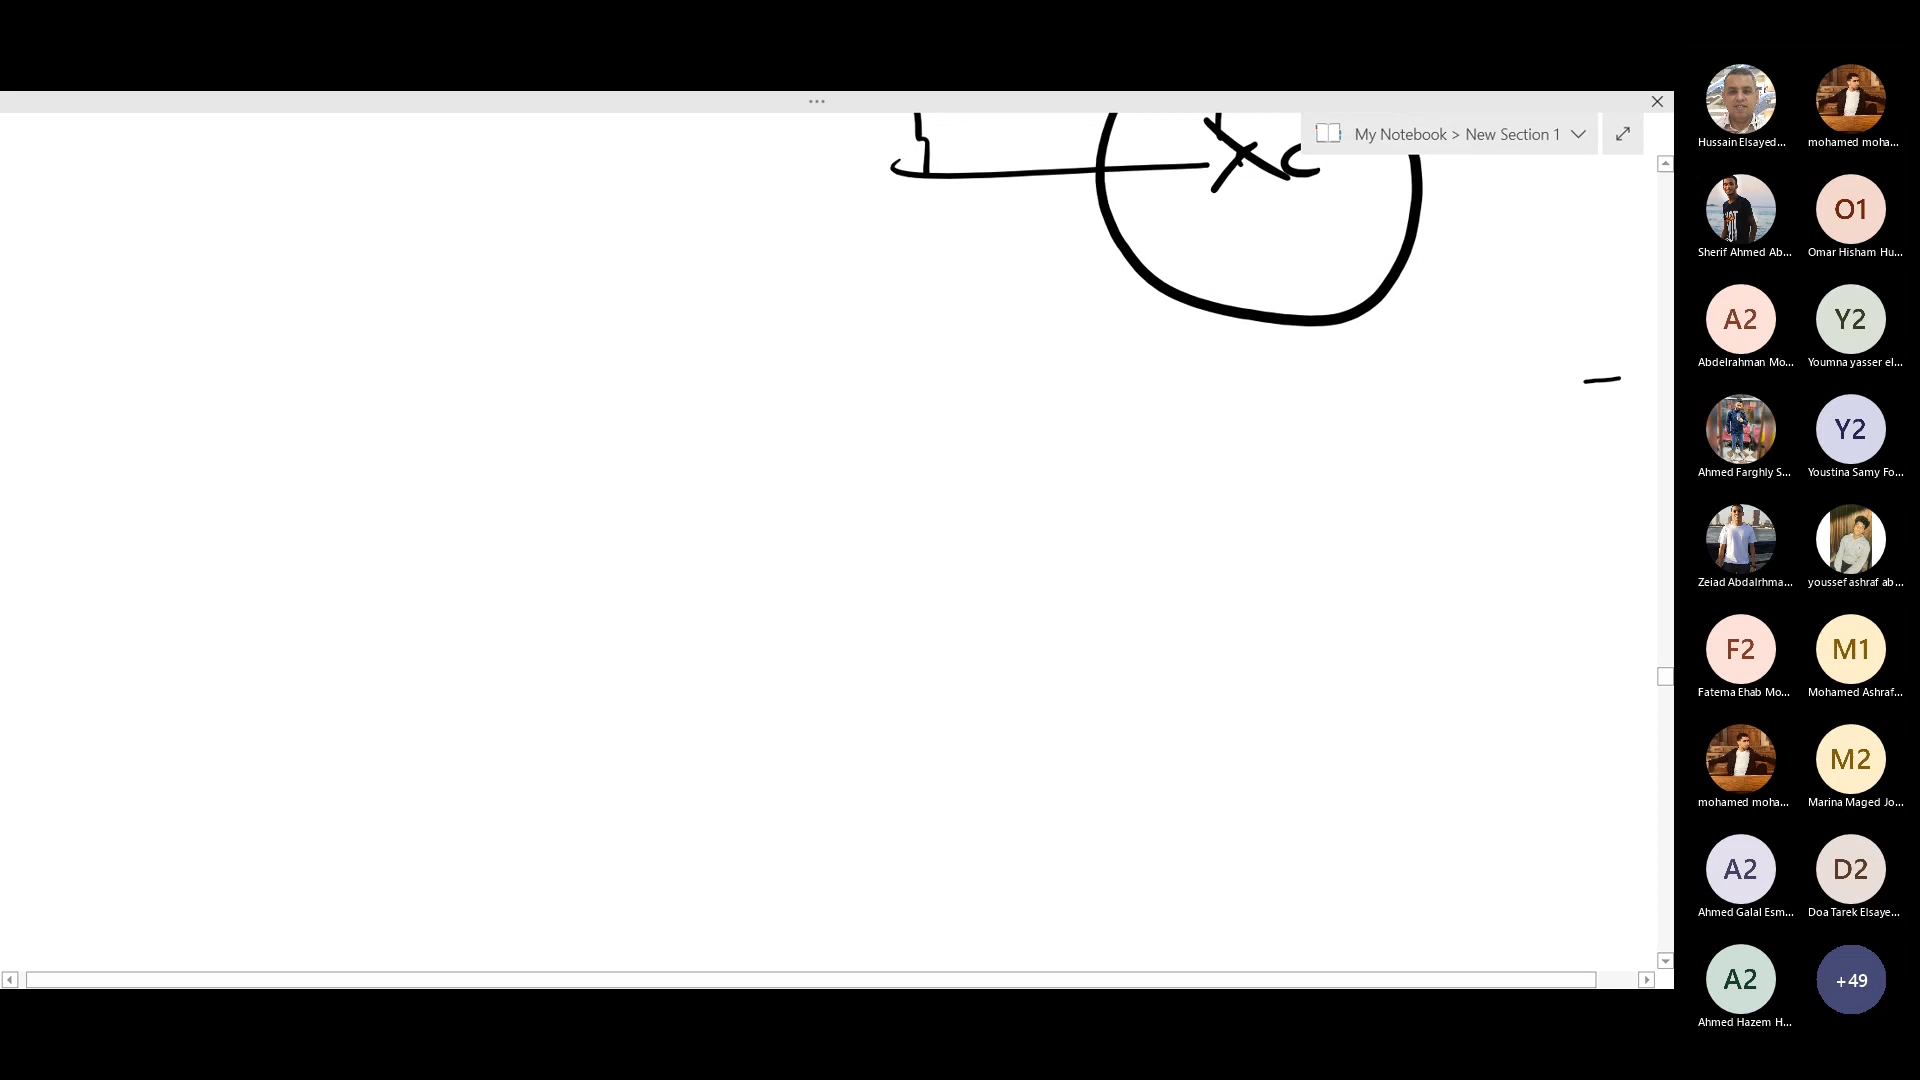 ...
My Notebook > New Section 1
xc
Hussain Elsayed...
mohamed moha...
Sherif Ahmed Ab...
O1
Omar Hisham Hu...
A2
Abdelrahman Mo...
Y2
Youmna yasser el...
Ahmed Farghly S...
Y2
Youstina Samy Fo...
Zeiad Abdalrhma...
youssef ashraf ab...
F2
Fatema Ehab Mo...
M1
Mohamed Ashraf...
mohamed moha...
M2
Marina Maged Jo...
A2
Ahmed Galal Esm...
D2
Doa Tarek Elsaye...
A2
Ahmed Hazem H...
+49